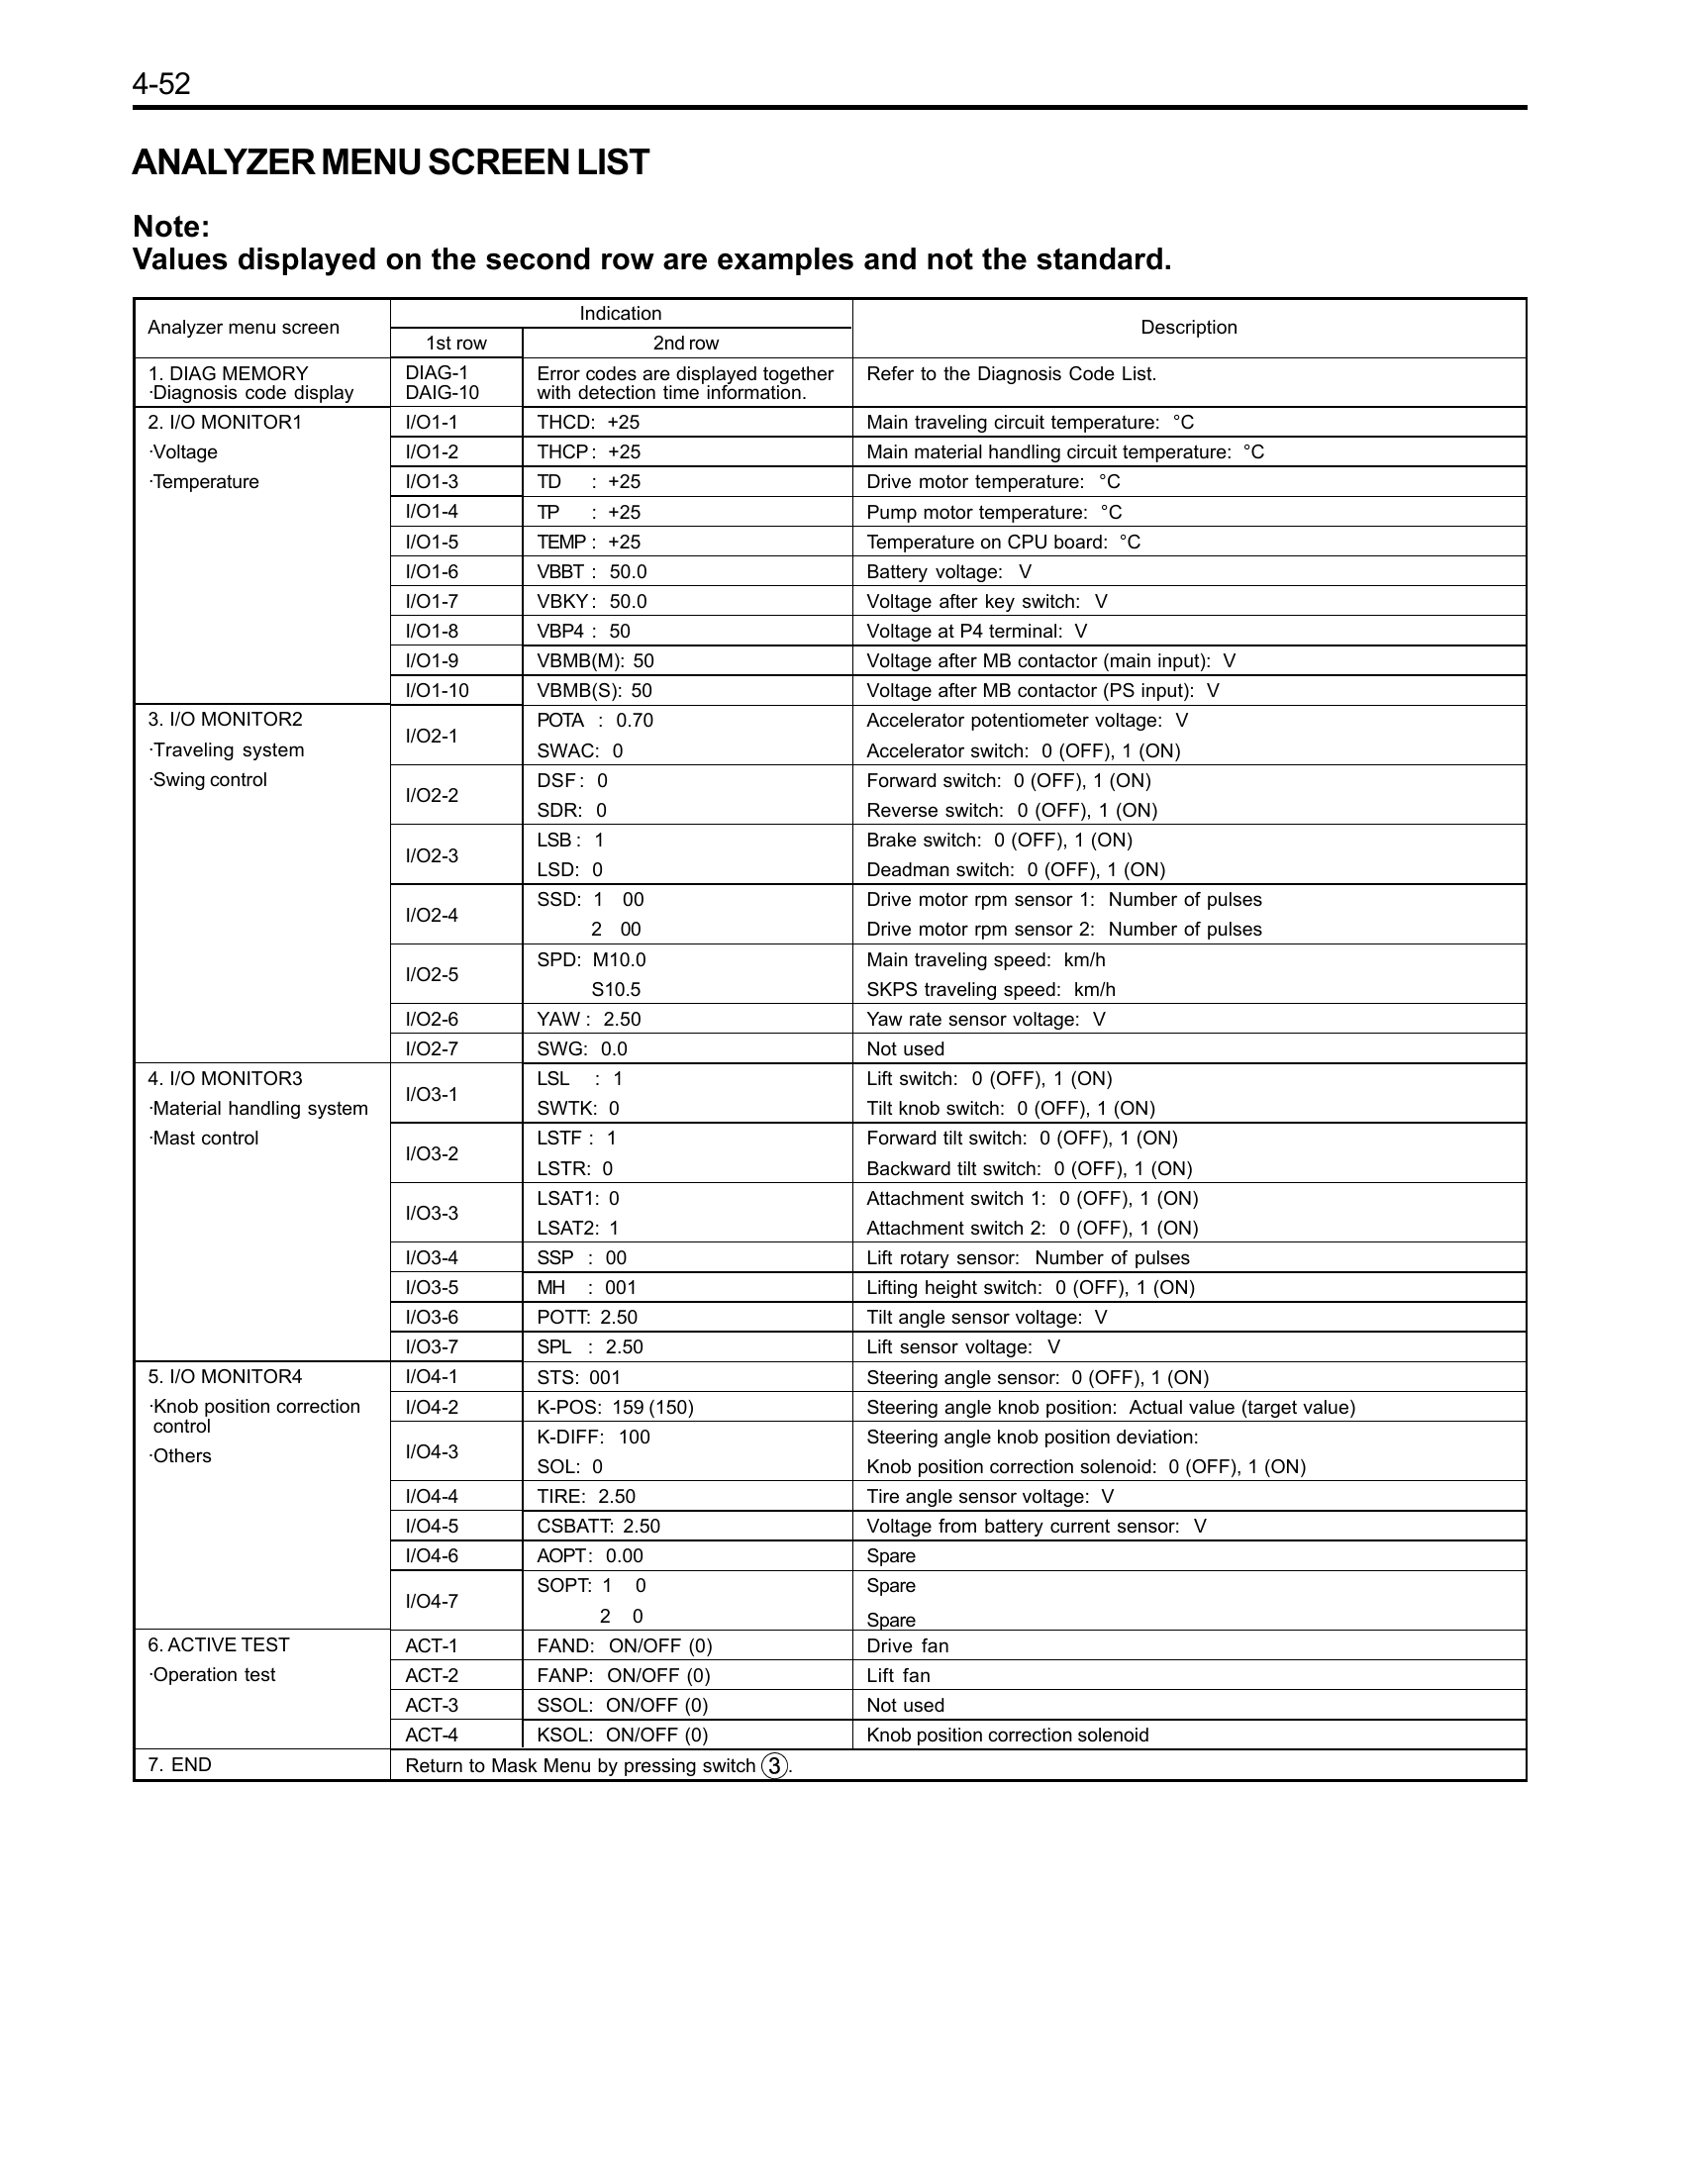 4-52
ANALYZER MENU SCREEN LIST
Note:
Values displayed on the second row are examples and not the standard.
Analyzer menu screen Indication Description
1st row 2nd row
1. DIAG MEMORY DIAG-1 Error codes are displayed together Refer to the Diagnosis Code List.
·Diagnosis code display DAIG-10 with detection time information.
2. I/O MONITOR1 I/O1-1 THCD: +25 Main traveling circuit temperature: °C
·Voltage I/O1-2 THCP: +25 Main material handling circuit temperature: °C
·Temperature I/O1-3 TD : +25 Drive motor temperature: °C
I/O1-4 TP : +25 Pump motor temperature: °C
I/O1-5 TEMP : +25 Temperature on CPU board: °C
I/O1-6 VBBT : 50.0 Battery voltage: V
I/O1-7 VBKY: 50.0 Voltage after key switch: V
I/O1-8 VBP4 : 50 Voltage at P4 terminal: V
I/O1-9 VBMB(M): 50 Voltage after MB contactor (main input): V
I/O1-10 VBMB(S): 50 Voltage after MB contactor (PS input): V
3. I/O MONITOR2 I/O2-1 POTA : 0.70 Accelerator potentiometer voltage: V
·Traveling system SWAC: 0 Accelerator switch: 0 (OFF), 1 (ON)
·Swing control I/O2-2 DSF: 0 Forward switch: 0 (OFF), 1 (ON)
SDR: 0 Reverse switch: 0 (OFF), 1 (ON)
I/O2-3 LSB : 1 Brake switch: 0 (OFF), 1 (ON)
LSD: 0 Deadman switch: 0 (OFF), 1 (ON)
I/O2-4 SSD: 1 00 Drive motor rpm sensor 1: Number of pulses
2 00 Drive motor rpm sensor 2: Number of pulses
I/O2-5 SPD: M10.0 Main traveling speed: km/h
S10.5 SKPS traveling speed: km/h
I/O2-6 YAW : 2.50 Yaw rate sensor voltage: V
I/O2-7 SWG: 0.0 Not used
4. I/O MONITOR3 I/O3-1 LSL : 1 Lift switch: 0 (OFF), 1 (ON)
·Material handling system SWTK: 0 Tilt knob switch: 0 (OFF), 1 (ON)
·Mast control I/O3-2 LSTF : 1 Forward tilt switch: 0 (OFF), 1 (ON)
LSTR: 0 Backward tilt switch: 0 (OFF), 1 (ON)
I/O3-3 LSAT1: 0 Attachment switch 1: 0 (OFF), 1 (ON)
LSAT2: 1 Attachment switch 2: 0 (OFF), 1 (ON)
I/O3-4 SSP : 00 Lift rotary sensor: Number of pulses
I/O3-5 MH : 001 Lifting height switch: 0 (OFF), 1 (ON)
I/O3-6 POTT: 2.50 Tilt angle sensor voltage: V
I/O3-7 SPL : 2.50 Lift sensor voltage: V
5. I/O MONITOR4 I/O4-1 STS: 001 Steering angle sensor: 0 (OFF), 1 (ON)
·Knob position correction I/O4-2 K-POS: 159 (150) Steering angle knob position: Actual value (target value)
control I/O4-3 K-DIFF: 100 Steering angle knob position deviation:
·Others SOL: 0 Knob position correction solenoid: 0 (OFF), 1 (ON)
I/O4-4 TIRE: 2.50 Tire angle sensor voltage: V
I/O4-5 CSBATT: 2.50 Voltage from battery current sensor: V
I/O4-6 AOPT: 0.00 Spare
I/O4-7 SOPT: 1 0 Spare
2 0 Spare
6. ACTIVE TEST ACT-1 FAND: ON/OFF (0) Drive fan
·Operation test ACT-2 FANP: ON/OFF (0) Lift fan
ACT-3 SSOL: ON/OFF (0) Not used
ACT-4 KSOL: ON/OFF (0) Knob position correction solenoid
7. END Return to Mask Menu by pressing switch ③.